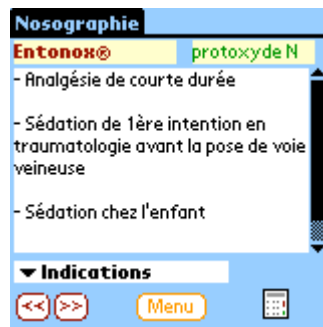 Nosographie
Entonox® protoxyde N
- Analgésie de courte durée
- Sédation de 1ère intention en
traumatologie avant la pose de voie
veineuse
- Sédation chez l'enfant
Indications
<< >> Menu